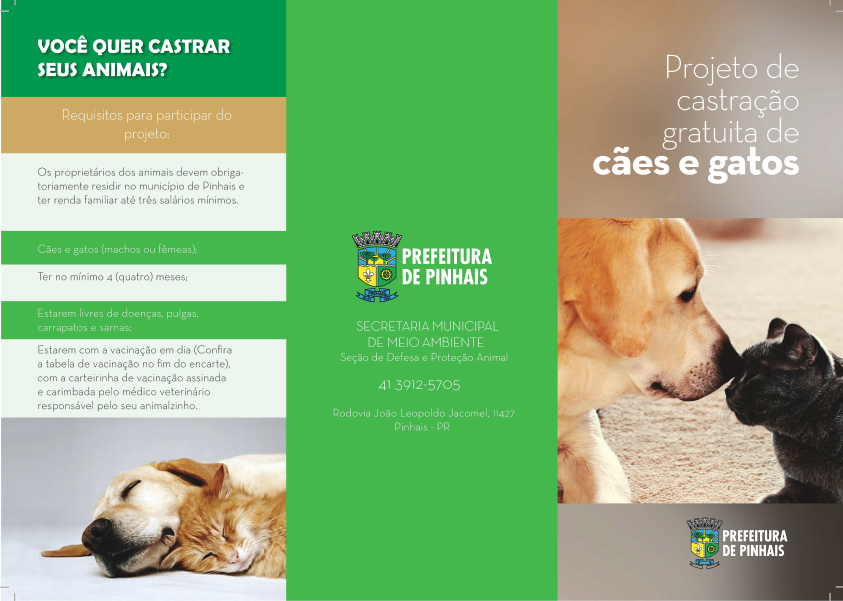 VOCÊ QUER CASTRAR
SEUS ANIMAIS?
Requisitos para participar do
projeto:
Os proprietários dos animais devem obriga-
toriamente residir no município de Pinhais e
ter renda familiar até três salários mínimos.
Cães e gatos (machos ou fêmeas);
Ter no mínimo 4 (quatro) meses;
Estarem livres de doenças, pulgas,
carrapatos e sarnas;
Estarem com a vacinação em dia (Confira
a tabela de vacinação no fim do encarte),
com a carteirinha de vacinação assinada
e carimbada pelo médico veterinário
responsável pelo seu animalzinho.
PREFEITURA
DE PINHAIS
SECRETARIA MUNICIPAL
DE MEIO AMBIENTE
Seção de Defesa e Proteção Animal
41 3912-5705
Rodovia João Leopoldo Jacomel, 11427
Pinhais - PR
Projeto de
castração
gratuita de
cães e gatos
PREFEITURA
DE PINHAIS